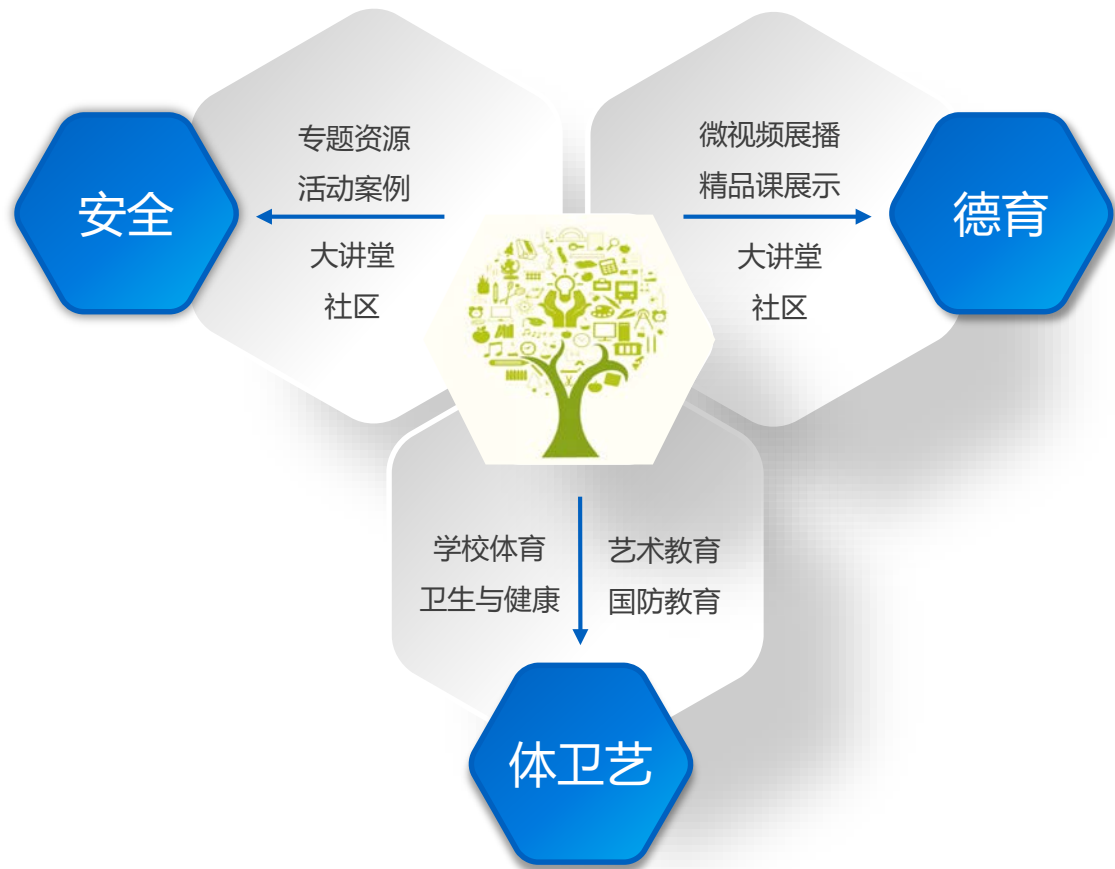 专题资源
活动案例
大讲堂
社区
安全
微视频展播
精品课展示
大讲堂
社区
德育
学校体育
卫生与健康
艺术教育
国防教育
体卫艺